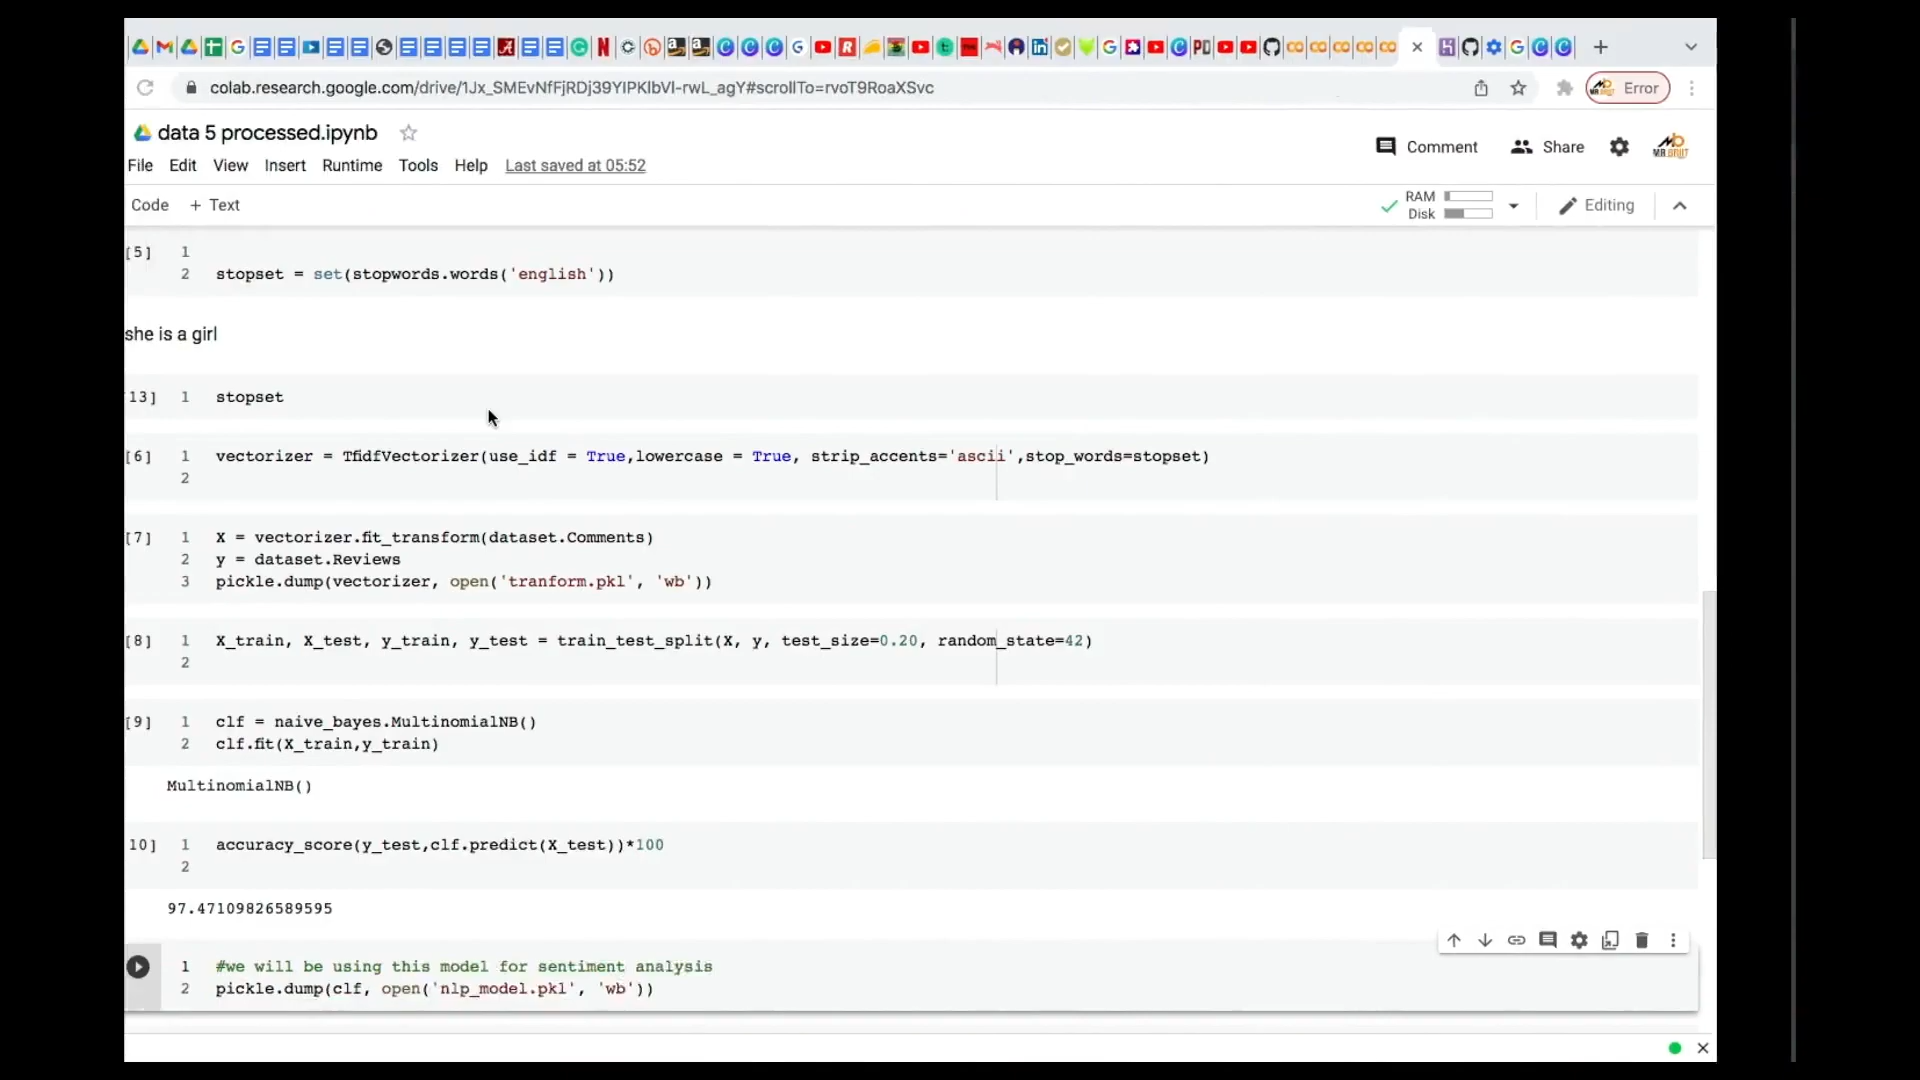 colab.research.google.com/drive/1Jx_SMEvNfFjRDj39YIPKlbVl-rwL_agY#scrollTo=rvoT9RoaXSvc
Error
data 5 processed.ipynb
File Edit View Insert Runtime Tools Help Last saved at 05:52
Comment Share
Code + Text
RAM
Disk
Editing
[5] 1
2 stopset = set(stopwords.words('english'))
she is a girl
13] 1 stopset
[6] 1 vectorizer = TfidfVectorizer(use_idf = True,lowercase = True, strip_accents='ascii',stop_words=stopset)
2
[7] 1 X = vectorizer.fit_transform(dataset.Comments)
2 y = dataset.Reviews
3 pickle.dump(vectorizer, open('tranform.pkl', 'wb'))
[8] 1 X_train, X_test, y_train, y_test = train_test_split(X, y, test_size=0.20, random_state=42)
2
[9] 1 clf = naive_bayes.MultinomialNB()
2 clf.fit(X_train,y_train)
MultinomialNB()
10] 1 accuracy_score(y_test,clf.predict(X_test))*100
2
97.47109826589595
1 #we will be using this model for sentiment analysis
2 pickle.dump(clf, open('nlp_model.pkl', 'wb'))